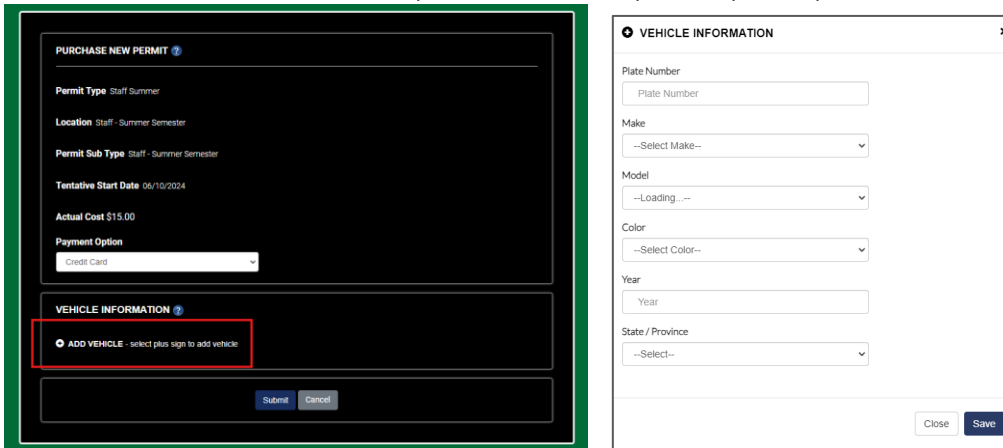 PURCHASE NEW PERMIT ?
Permit Type Staff Summer
Location Staff - Summer Semester
Permit Sub Type Staff - Summer Semester
Tentative Start Date 06/10/2024
Actual Cost $15.00
Payment Option
Credit Card
VEHICLE INFORMATION ?
ADD VEHICLE - select plus sign to add vehicle
Submit Cancel
VEHICLE INFORMATION
Plate Number
Plate Number
Make
--Select Make--
Model
--Loading...--
Color
--Select Color--
Year
Year
State / Province
--Select--
Close Save